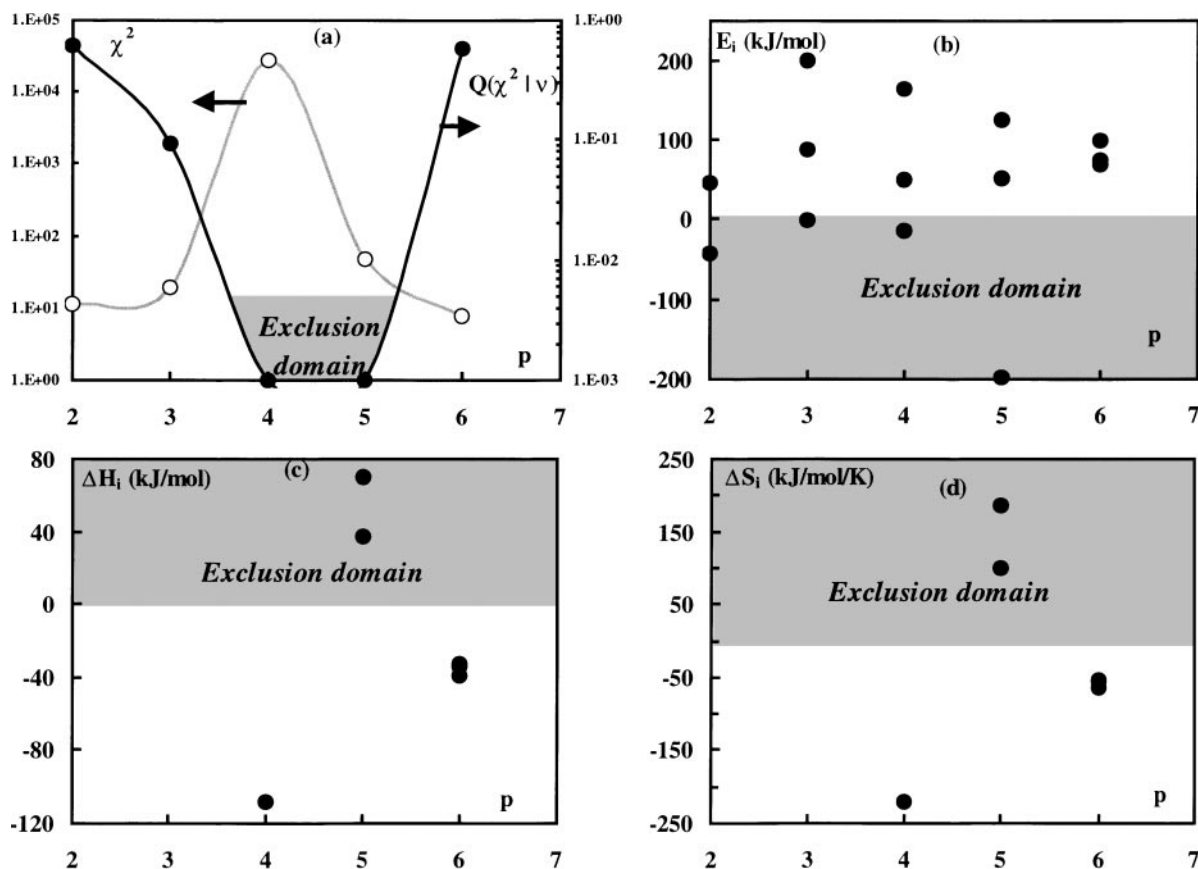 1.E+05
1.E+04
1.E+03
1.E+02
1.E+01
1.E+00
χ²
(a)
Q(χ² | ν)
Exclusion
domain
p
1.E+00
1.E-01
1.E-02
1.E-03
2 3 4 5 6 7
Eᵢ (kJ/mol)
(b)
200
100
0
-100
-200
Exclusion domain
p
2 3 4 5 6 7
80
40
0
-40
-80
-120
ΔHᵢ (kJ/mol)
(c)
Exclusion domain
p
2 3 4 5 6 7
250
150
50
-50
-150
-250
ΔSᵢ (kJ/mol/K)
(d)
Exclusion domain
p
2 3 4 5 6 7